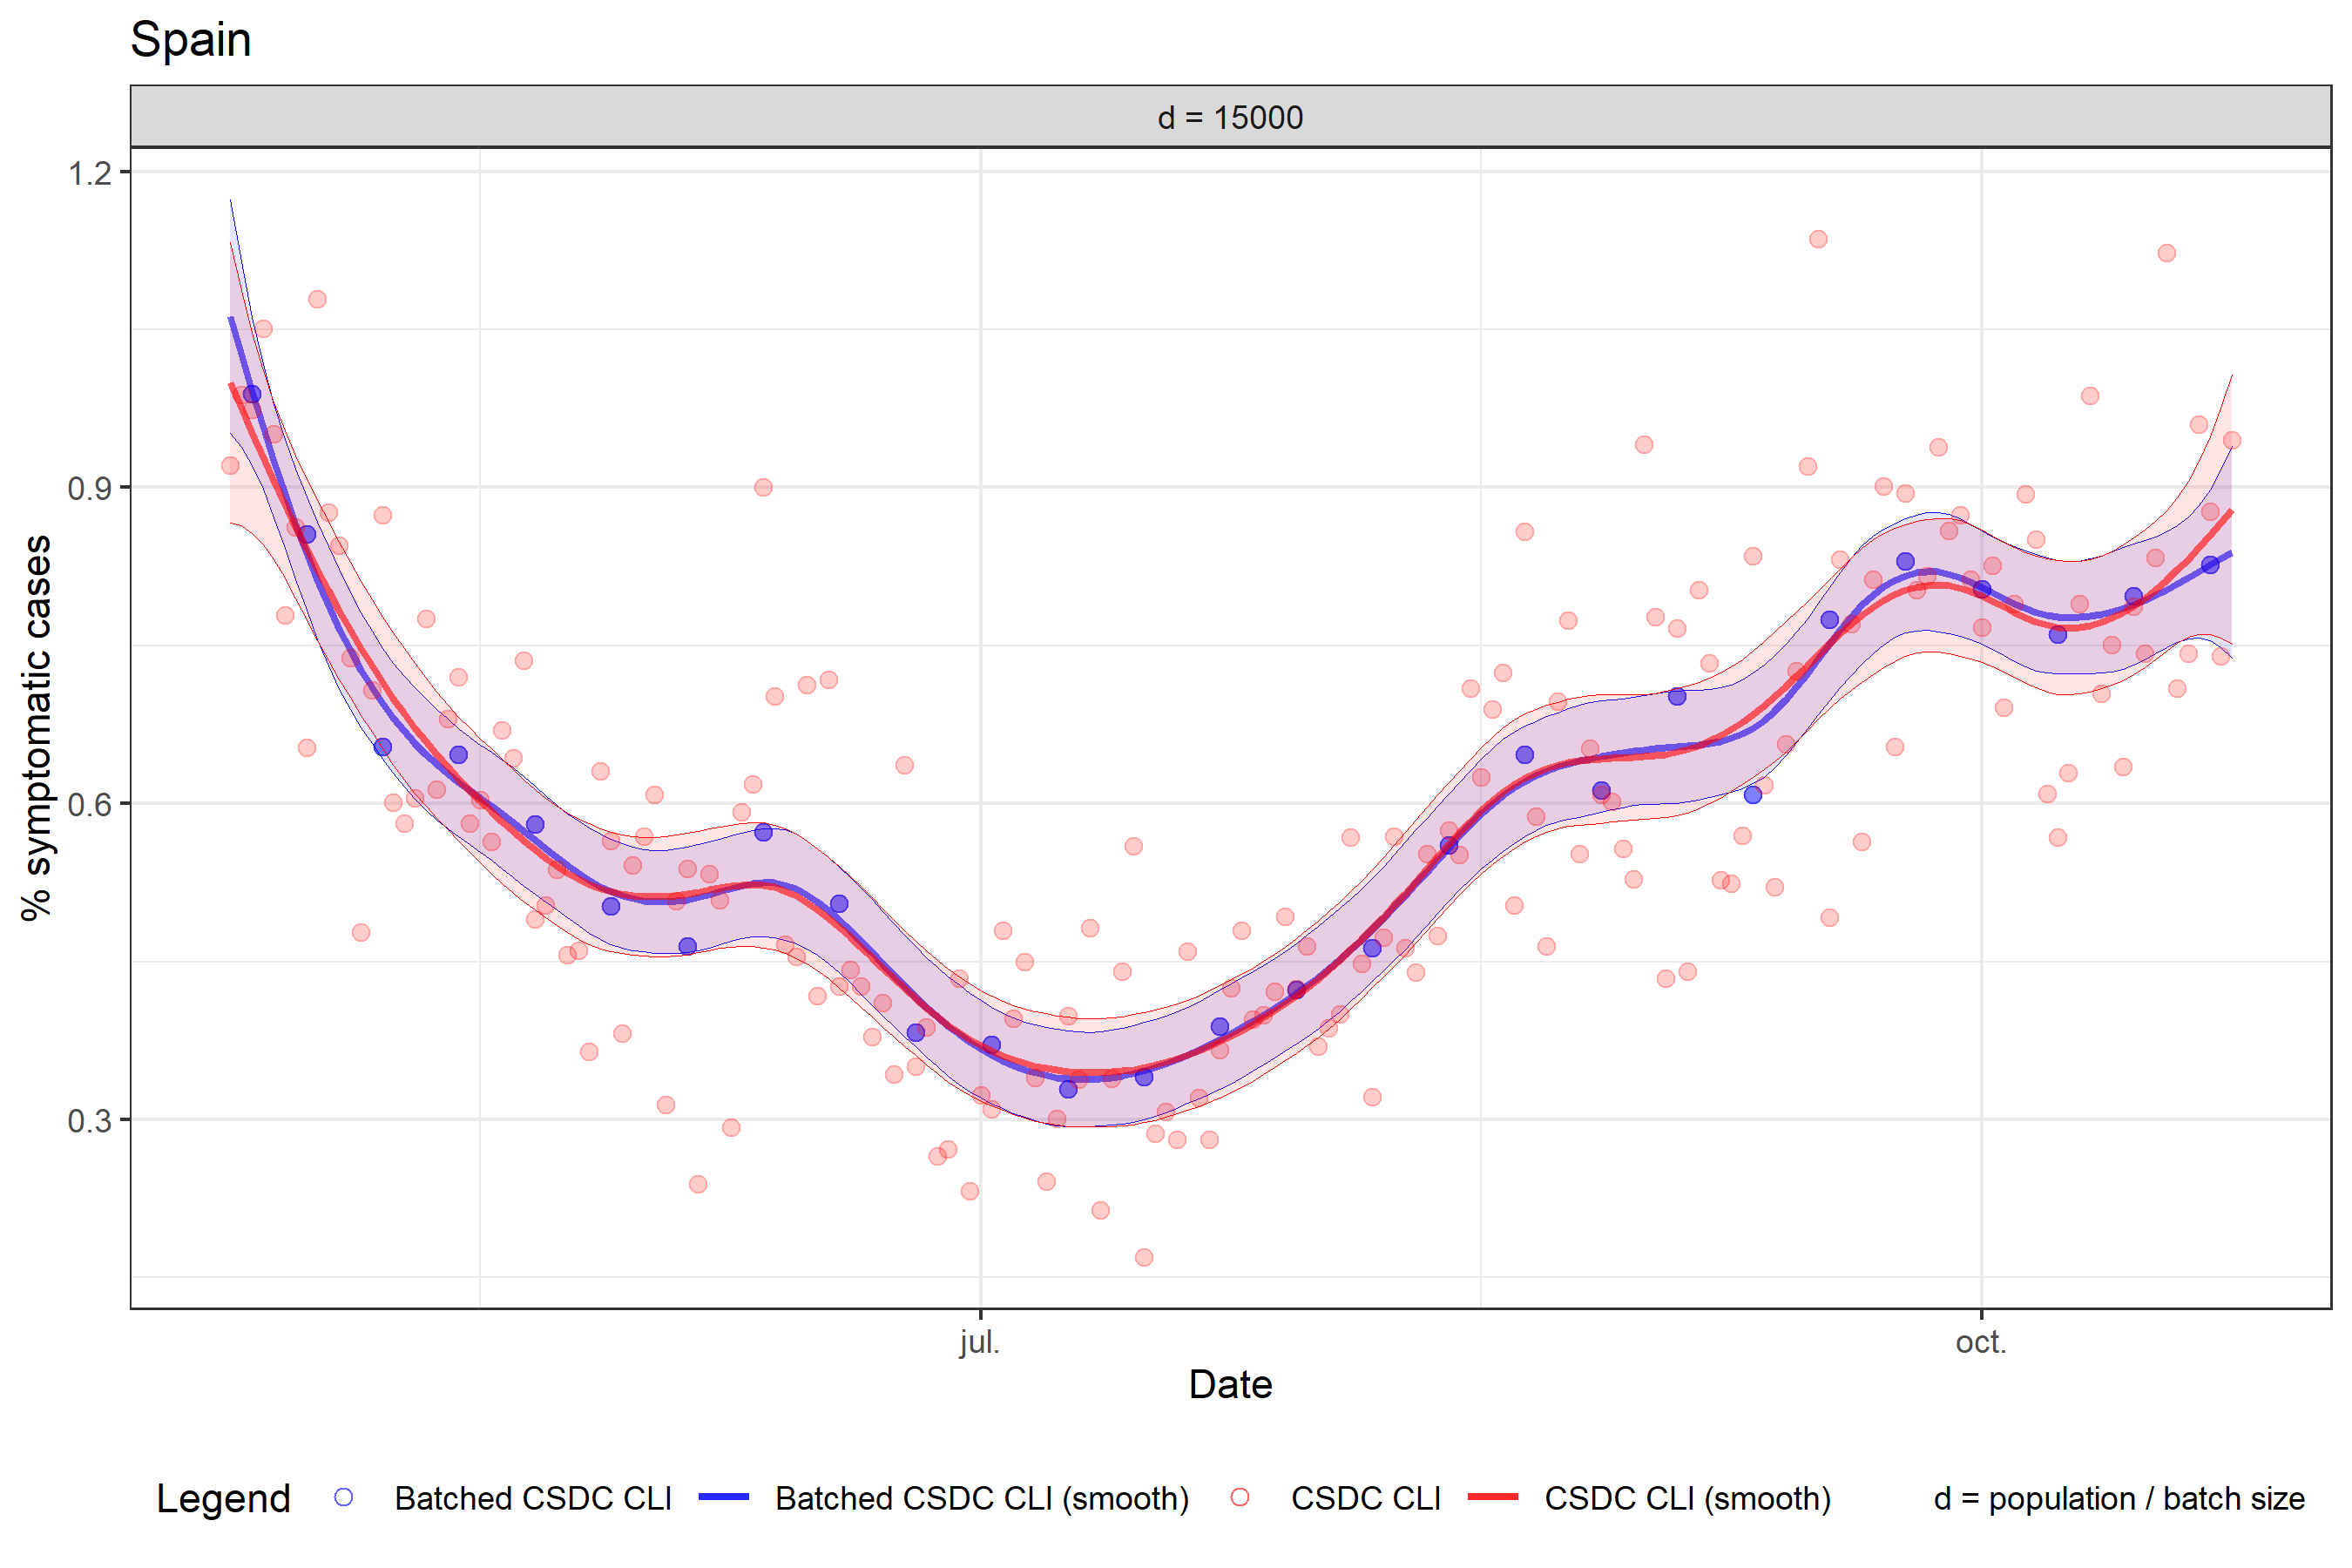 Spain
d = 15000
1.2
0.9
0.6
0.3
% symptomatic cases
jul.
oct.
Date
Legend Batched CSDC CLI Batched CSDC CLI (smooth) CSDC CLI CSDC CLI (smooth) d = population / batch size